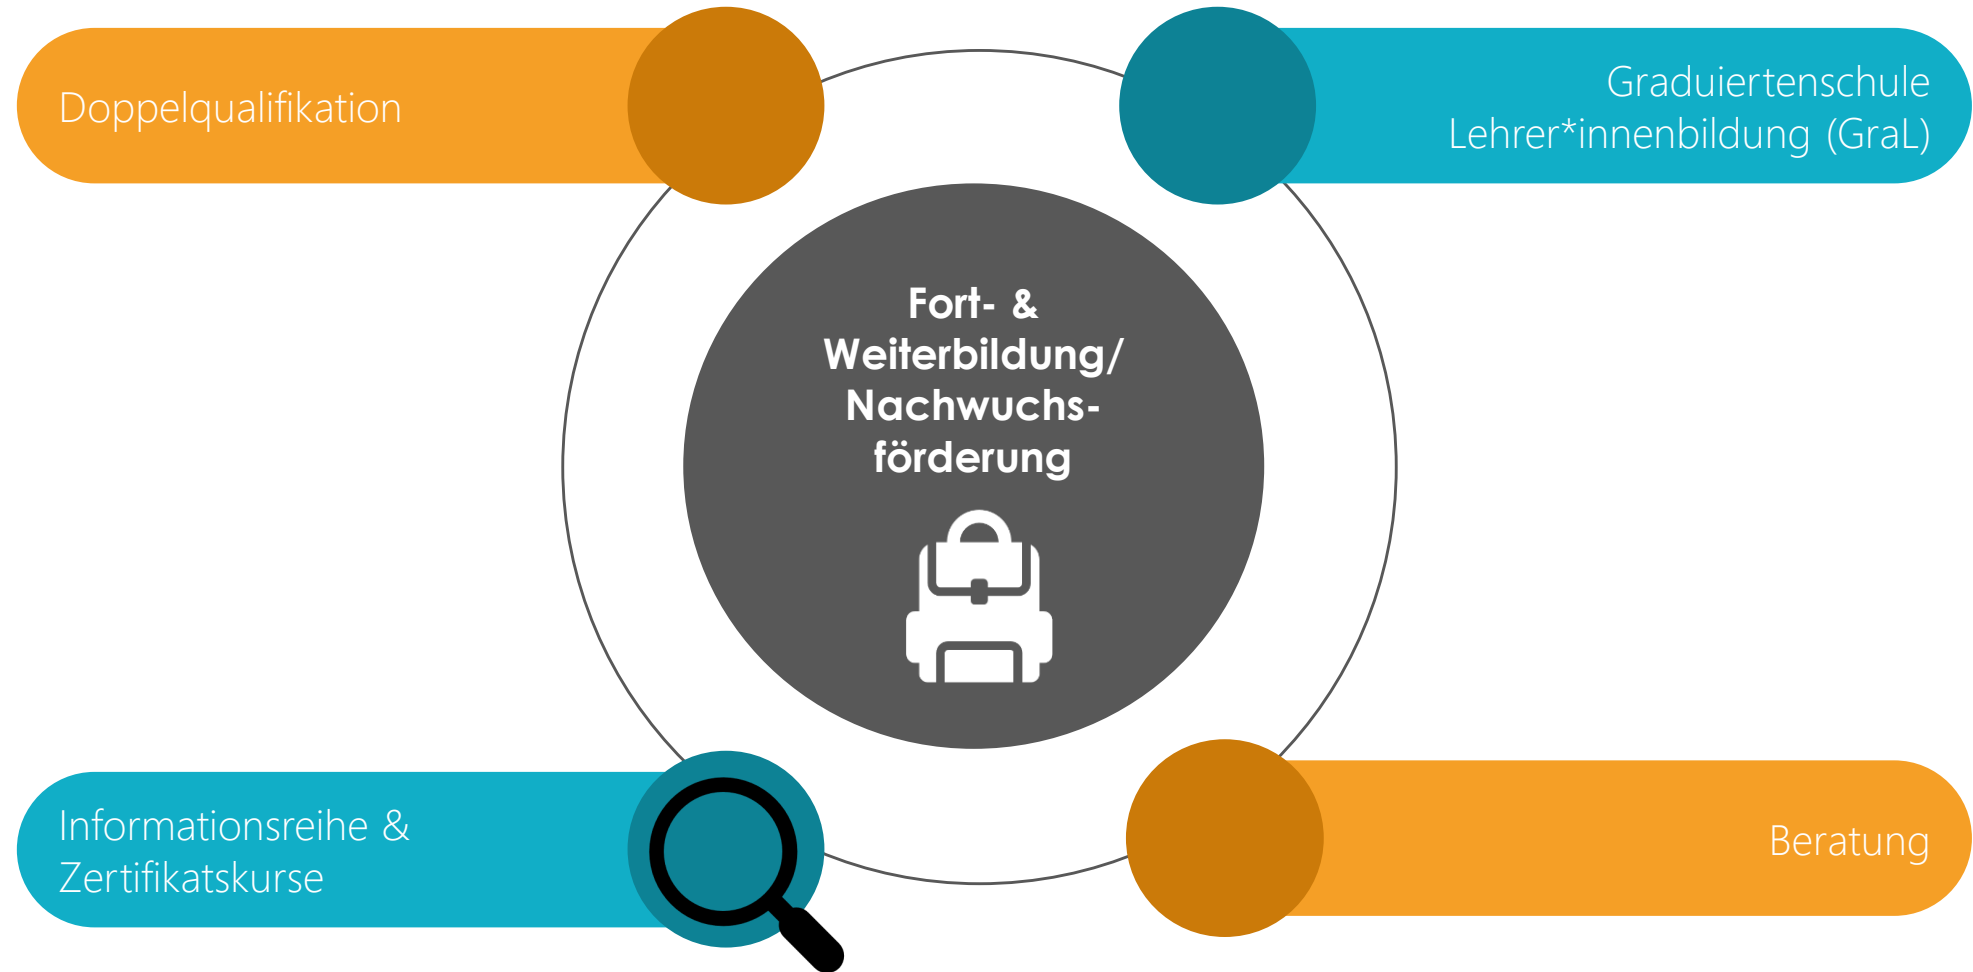 Doppelqualifikation
Graduiertenschule
Lehrer*innenbildung (GraL)
Fort- &
Weiterbildung/
Nachwuchs-
förderung
Informationsreihe &
Zertifikatskurse
Beratung